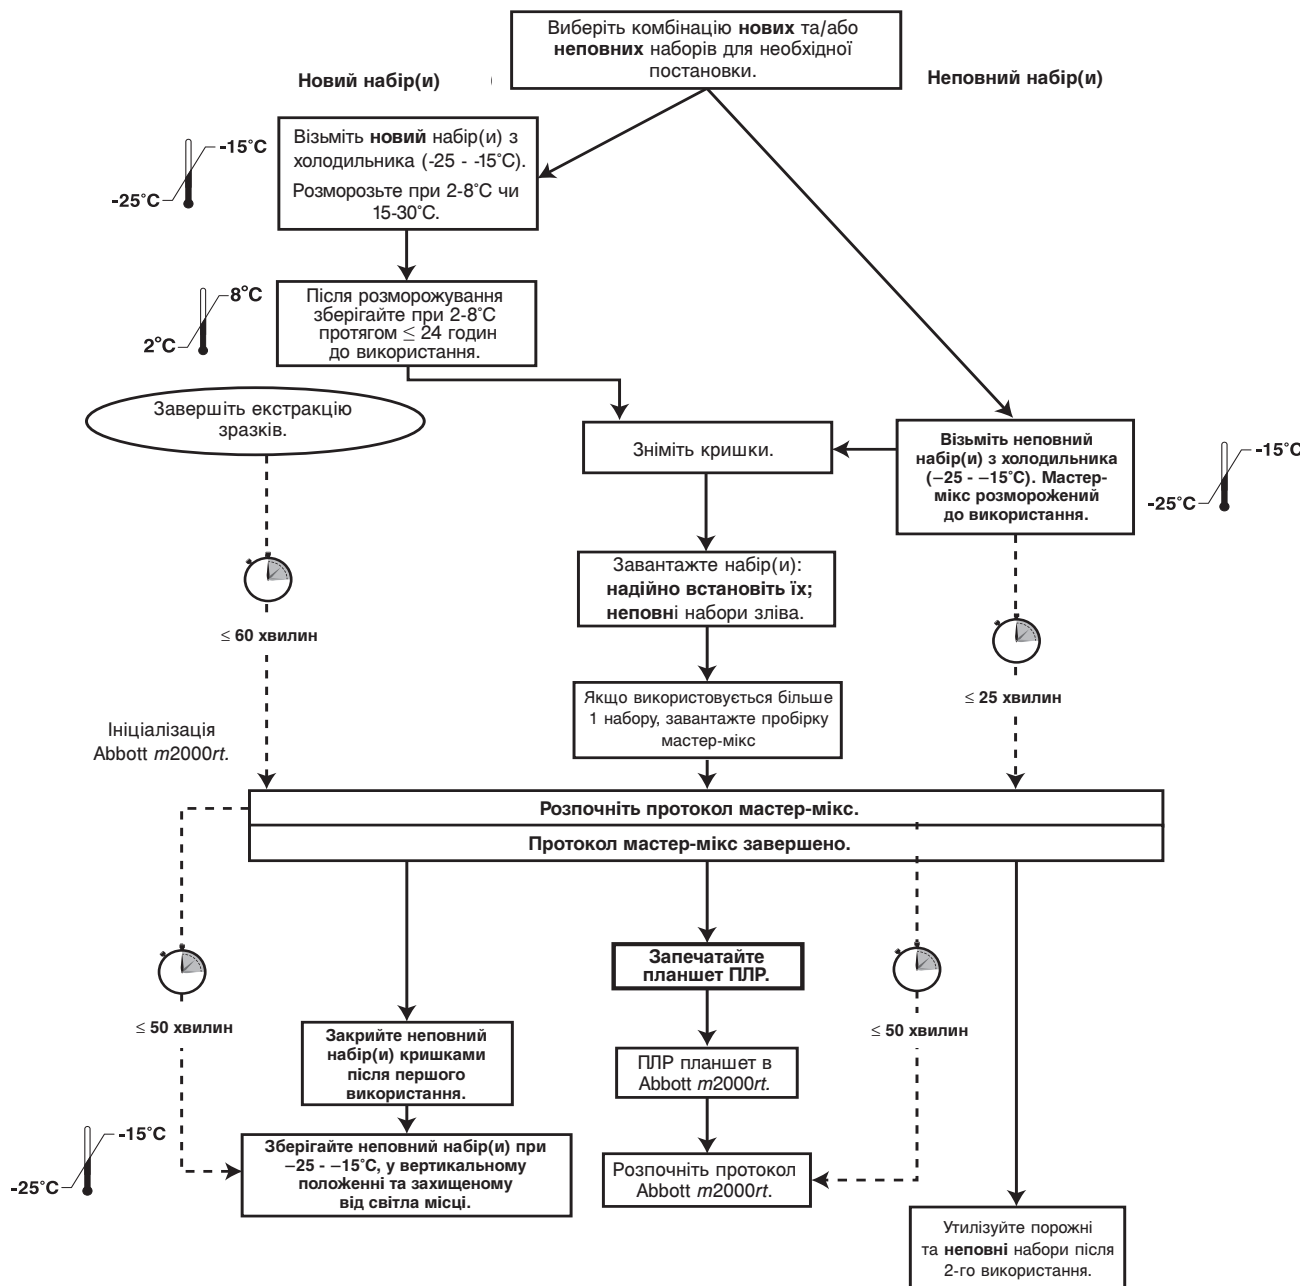 Виберіть комбінацію нових та/або
неповних наборів для необхідної
постановки.
Новий набір(и)
Неповний набір(и)
Візьміть новий набір(и) з
холодильника (-25 - -15°C).
Розморозьте при 2-8°C чи
15-30°C.
-15°C
-25°C
Після розморожування
зберігайте при 2-8°C
протягом ≤ 24 годин
до використання.
8°C
2°C
Завершіть екстракцію
зразків.
Зніміть кришки.
Візьміть неповний
набір(и) з холодильника
(–25 - –15°C). Мастер-
мікс розморожений
до використання.
-15°C
-25°C
Завантажте набір(и):
надійно встановіть їх;
неповні набори зліва.
≤ 60 хвилин
≤ 25 хвилин
Якщо використовується більше
1 набору, завантажте пробірку
мастер-мікс
Ініціалізація
Abbott m2000rt.
Розпочніть протокол мастер-мікс.
Протокол мастер-мікс завершено.
Запечатайте
планшет ПЛР.
≤ 50 хвилин
≤ 50 хвилин
Закрийте неповний
набір(и) кришками
після першого
використання.
ПЛР планшет в
Abbott m2000rt.
-15°C
-25°C
Зберігайте неповний набір(и) при
–25 - –15°C, у вертикальному
положенні та захищеному
від світла місці.
Розпочніть протокол
Abbott m2000rt.
Утилізуйте порожні
та неповні набори після
2-го використання.